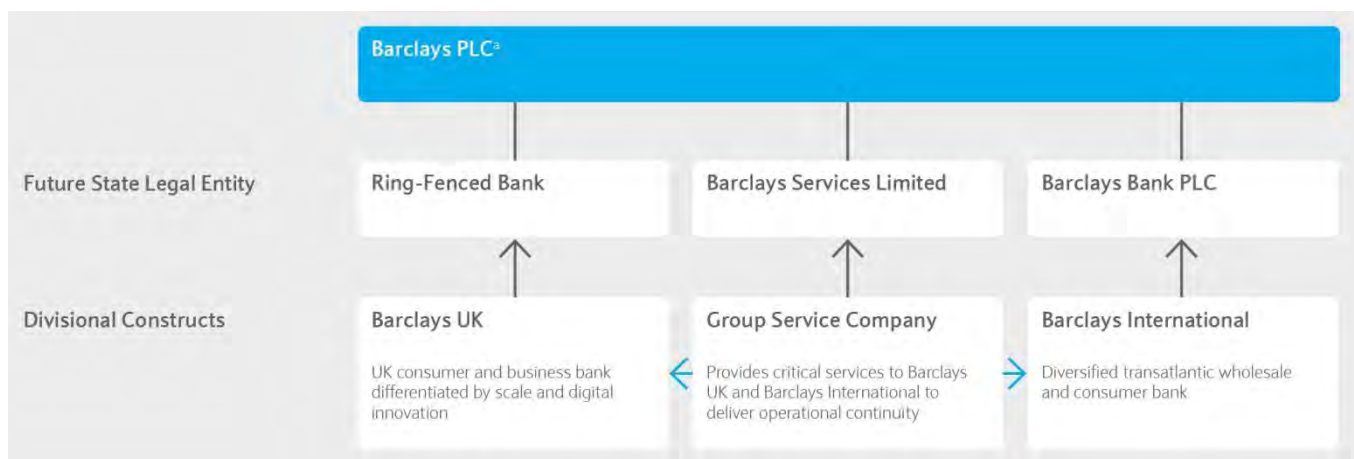 Barclays PLCᵃ
Future State Legal Entity
Ring-Fenced Bank
Barclays Services Limited
Barclays Bank PLC
Divisional Constructs
Barclays UK
UK consumer and business bank
differentiated by scale and digital
innovation
Group Service Company
Provides critical services to Barclays
UK and Barclays International to
deliver operational continuity
Barclays International
Diversified transatlantic wholesale
and consumer bank